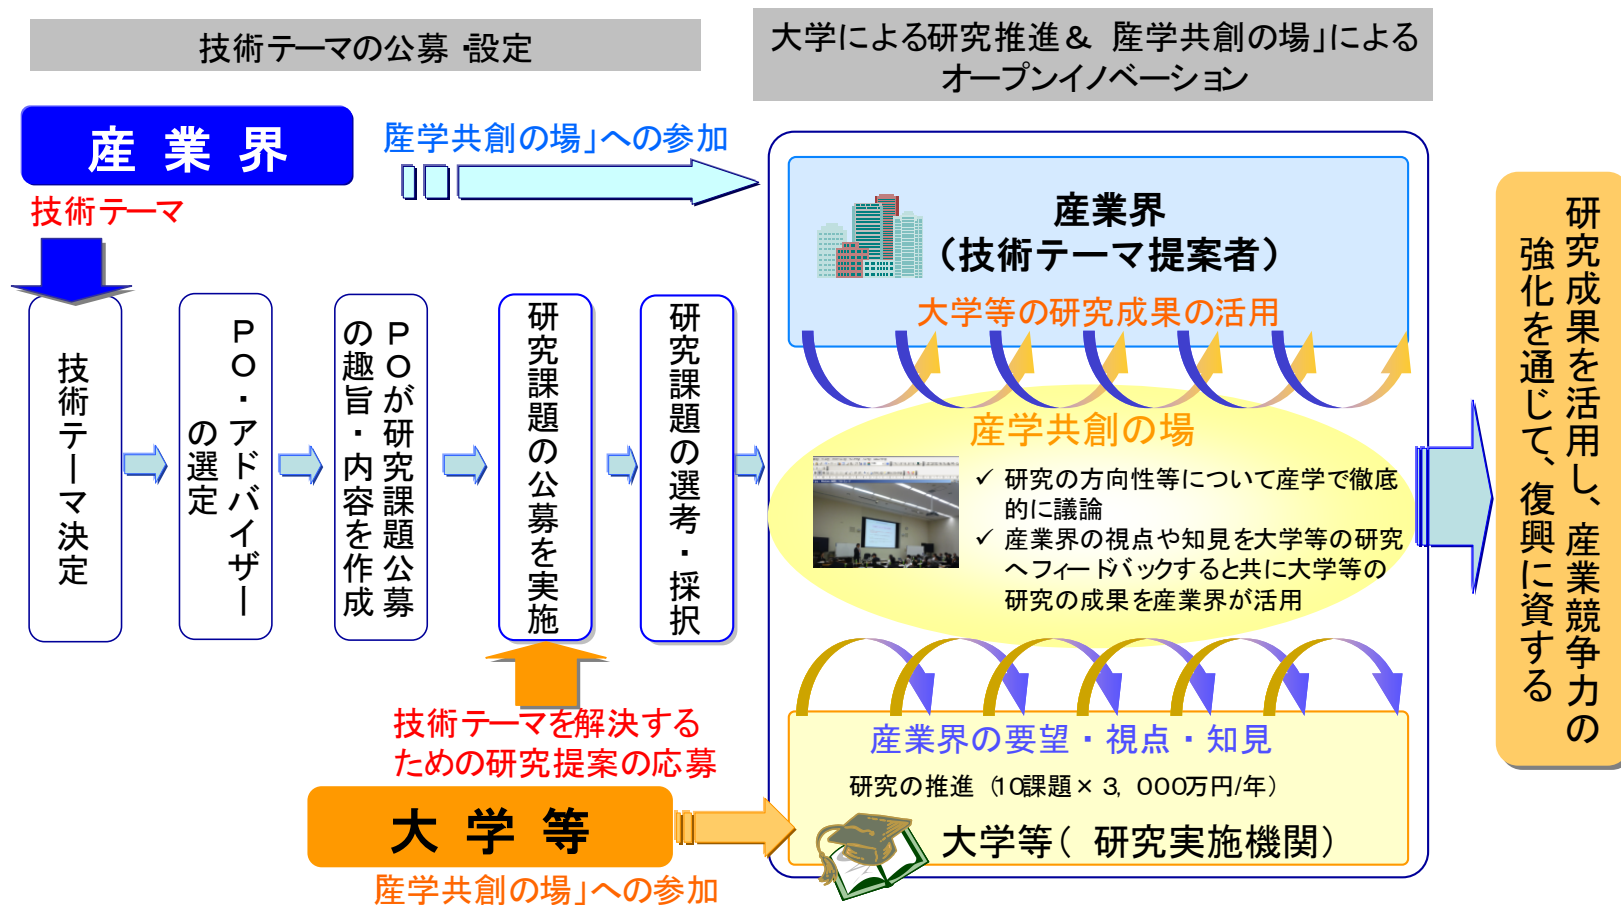 技術テーマの公募・設定
大学による研究推進& 「産学共創の場」による
オープンイノベーション
産業界
「産学共創の場」への参加
技術テーマ
技術テーマ決定
PO・アドバイザー
の選定
POが研究課題公募
の趣旨・内容を作成
研究課題の公募を実施
研究課題の選考・採択
技術テーマを解決する
ための研究提案の応募
大学等
「産学共創の場」への参加
産業界
(技術テーマ提案者)
大学等の研究成果の活用
産学共創の場
✓ 研究の方向性等について産学で徹底
的に議論
✓ 産業界の視点や知見を大学等の研究
へフィードバックすると共に大学等の
研究の成果を産業界が活用
産業界の要望・視点・知見
研究の推進(10課題×3,000万円/年)
大学等(研究実施機関)
研究成果を活用し、産業競争力の
強化を通じて、復興に資する